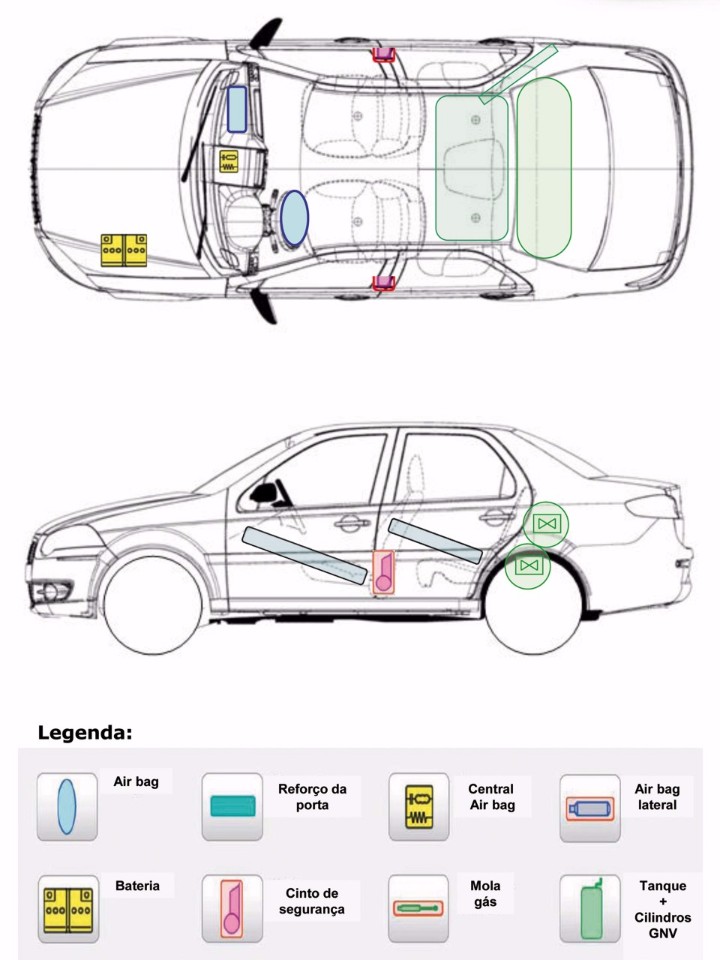 Legenda:
Air bag
Reforço da
porta
Central
Air bag
Air bag
lateral
Bateria
Cinto de
segurança
Mola
gás
Tanque
+
Cilindros
GNV